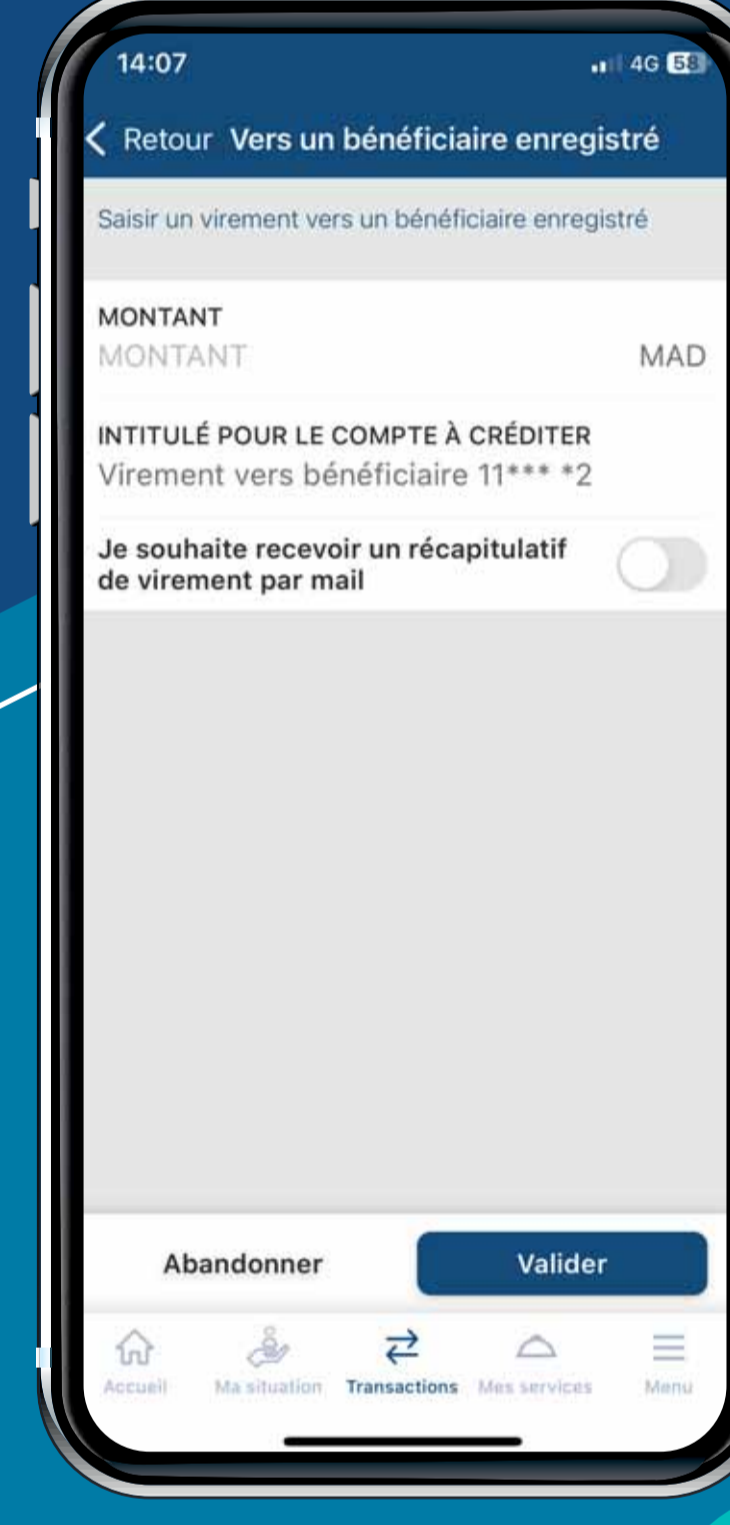 14:07 4G 58
Retour Vers un bénéficiaire enregistré
Saisir un virement vers un bénéficiaire enregistré
MONTANT
MONTANT MAD
INTITULÉ POUR LE COMPTE À CRÉDITER
Virement vers bénéficiaire 11*** *2
Je souhaite recevoir un récapitulatif
de virement par mail
Abandonner Valider
Accueil Ma situation Transactions Mes services Menu